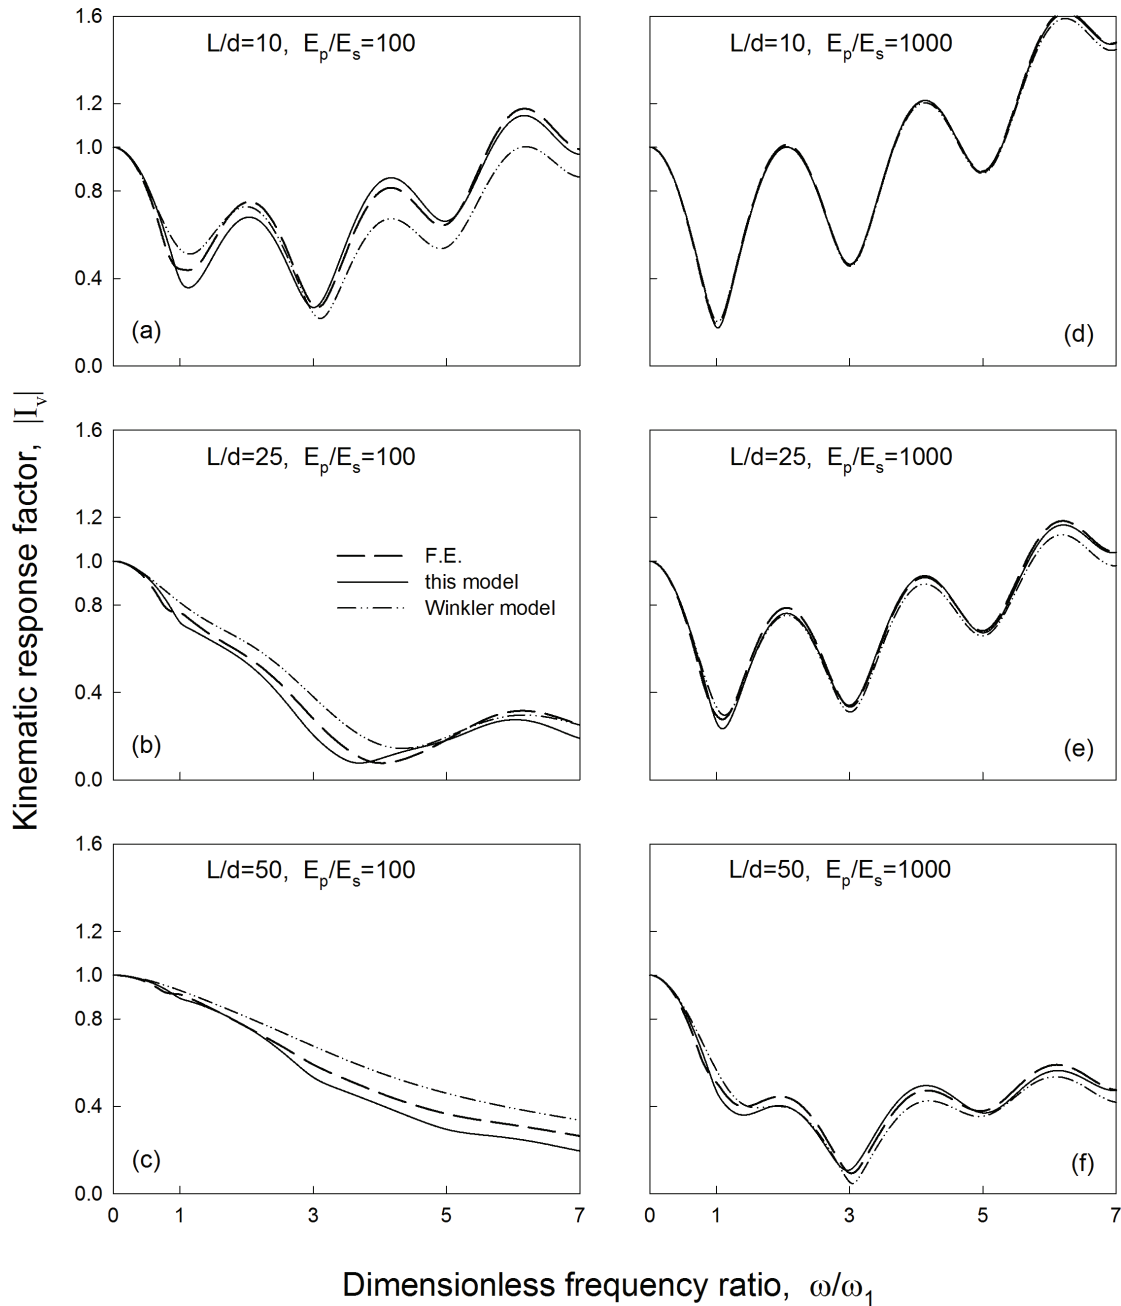 1.6
1.2
1.0
0.8
0.4
0.0
L/d=10, Ep/Es=100
(a)
L/d=10, Ep/Es=1000
(d)
Kinematic response factor, |Iv|
1.6
1.2
1.0
0.8
0.4
0.0
L/d=25, Ep/Es=100
F.E.
this model
Winkler model
(b)
L/d=25, Ep/Es=1000
(e)
1.6
1.2
1.0
0.8
0.4
0.0
L/d=50, Ep/Es=100
(c)
L/d=50, Ep/Es=1000
(f)
0 1 3 5 7
0 1 3 5 7
Dimensionless frequency ratio, ω/ω1